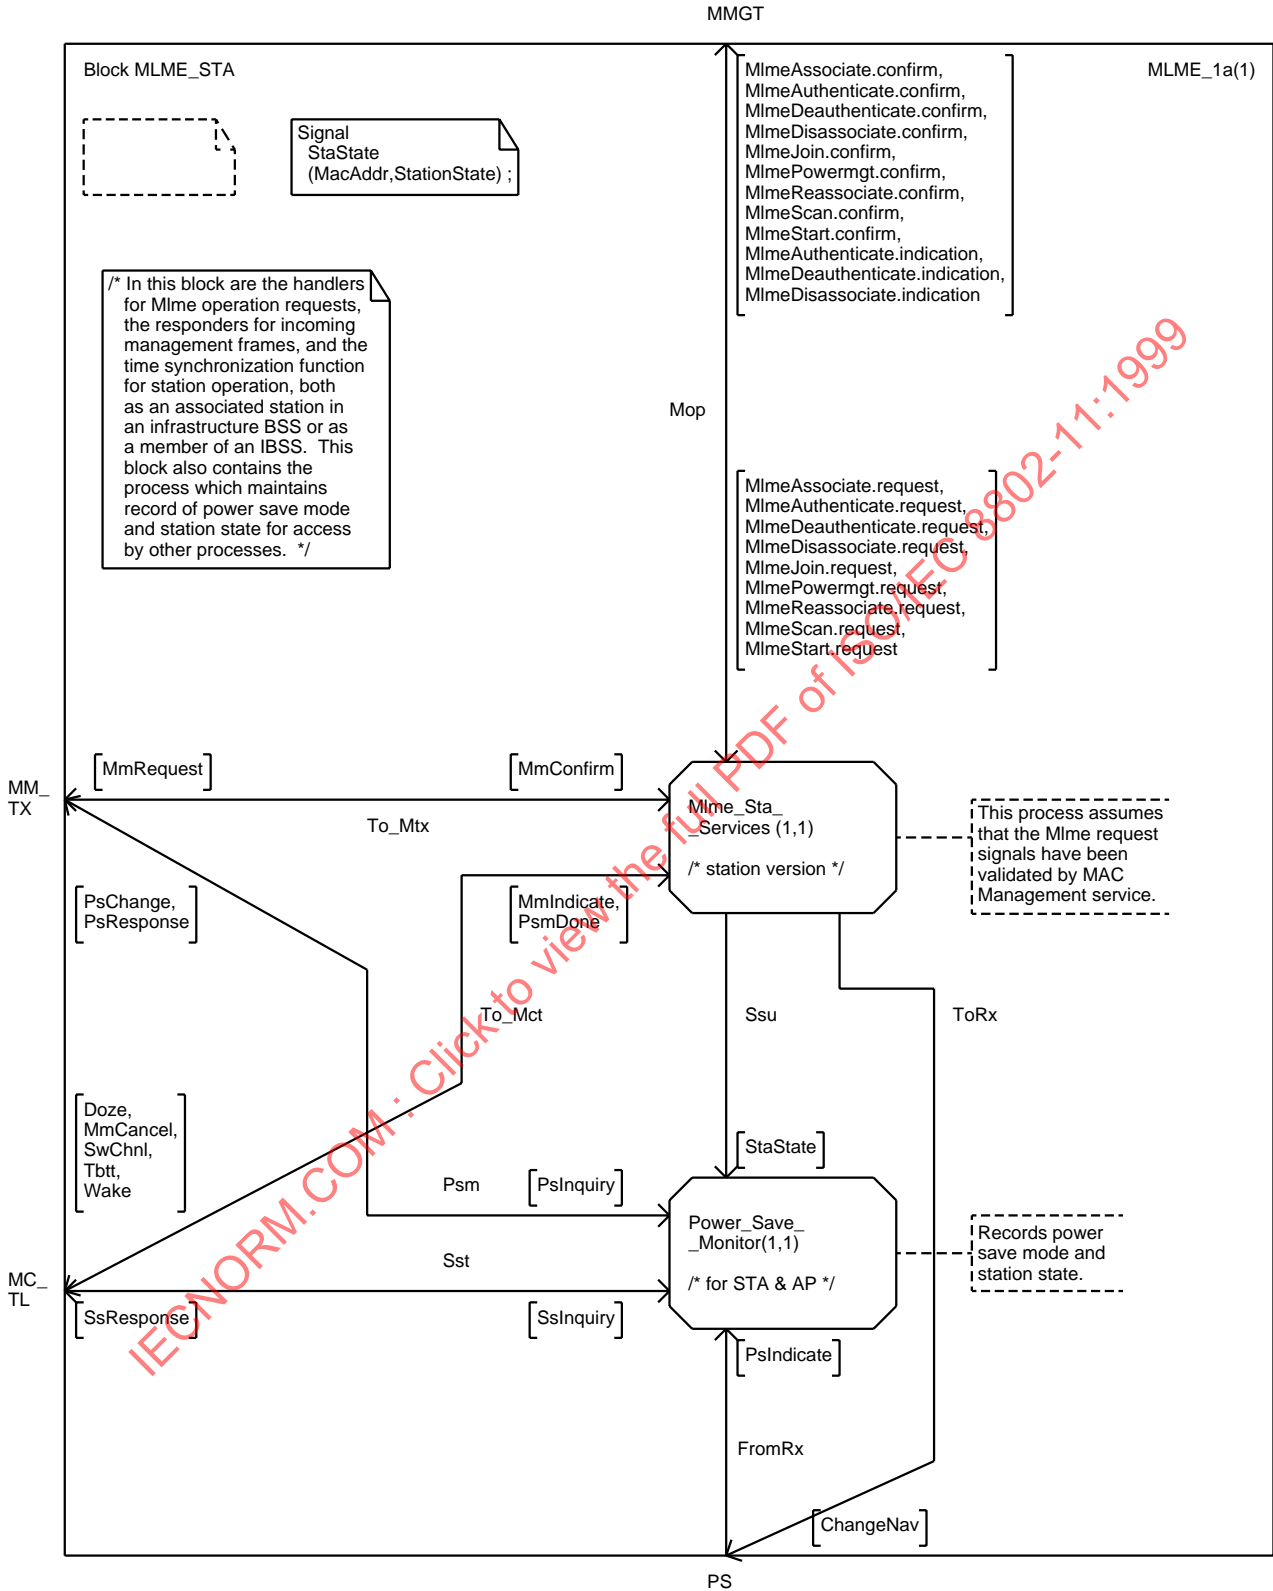 MMGT
Block MLME_STA
MLME_1a(1)
Signal
StaState
(MacAddr,StationState) ;
MlmeAssociate.confirm,
MlmeAuthenticate.confirm,
MlmeDeauthenticate.confirm,
MlmeDisassociate.confirm,
MlmeJoin.confirm,
MlmePowermgt.confirm,
MlmeReassociate.confirm,
MlmeScan.confirm,
MlmeStart.confirm,
MlmeAuthenticate.indication,
MlmeDeauthenticate.indication,
MlmeDisassociate.indication
/* In this block are the handlers
for Mlme operation requests,
the responders for incoming
management frames, and the
time synchronization function
for station operation, both
as an associated station in
an infrastructure BSS or as
a member of an IBSS.  This
block also contains the
process which maintains
record of power save mode
and station state for access
by other processes.  */
Mop
MlmeAssociate.request,
MlmeAuthenticate.request,
MlmeDeauthenticate.request,
MlmeDisassociate.request,
MlmeJoin.request,
MlmePowermgt.request,
MlmeReassociate.request,
MlmeScan.request,
MlmeStart.request
MM_
TX
MmRequest
MmConfirm
To_Mtx
Mlme_Sta_
_Services (1,1)
/* station version */
This process assumes
that the Mlme request
signals have been
validated by MAC
Management service.
PsChange,
PsResponse
MmIndicate,
PsmDone
To_Mct
Ssu
ToRx
Doze,
MmCancel,
SwChnl,
Tbtt,
Wake
StaState
Psm
PsInquiry
Power_Save_
_Monitor(1,1)
/* for STA & AP */
Records power
save mode and
station state.
Sst
MC_
TL
SsResponse
SsInquiry
PsIndicate
FromRx
ChangeNav
PS
IECNORM.COM : Click to view the full PDF of ISO/IEC 8802-11:1999